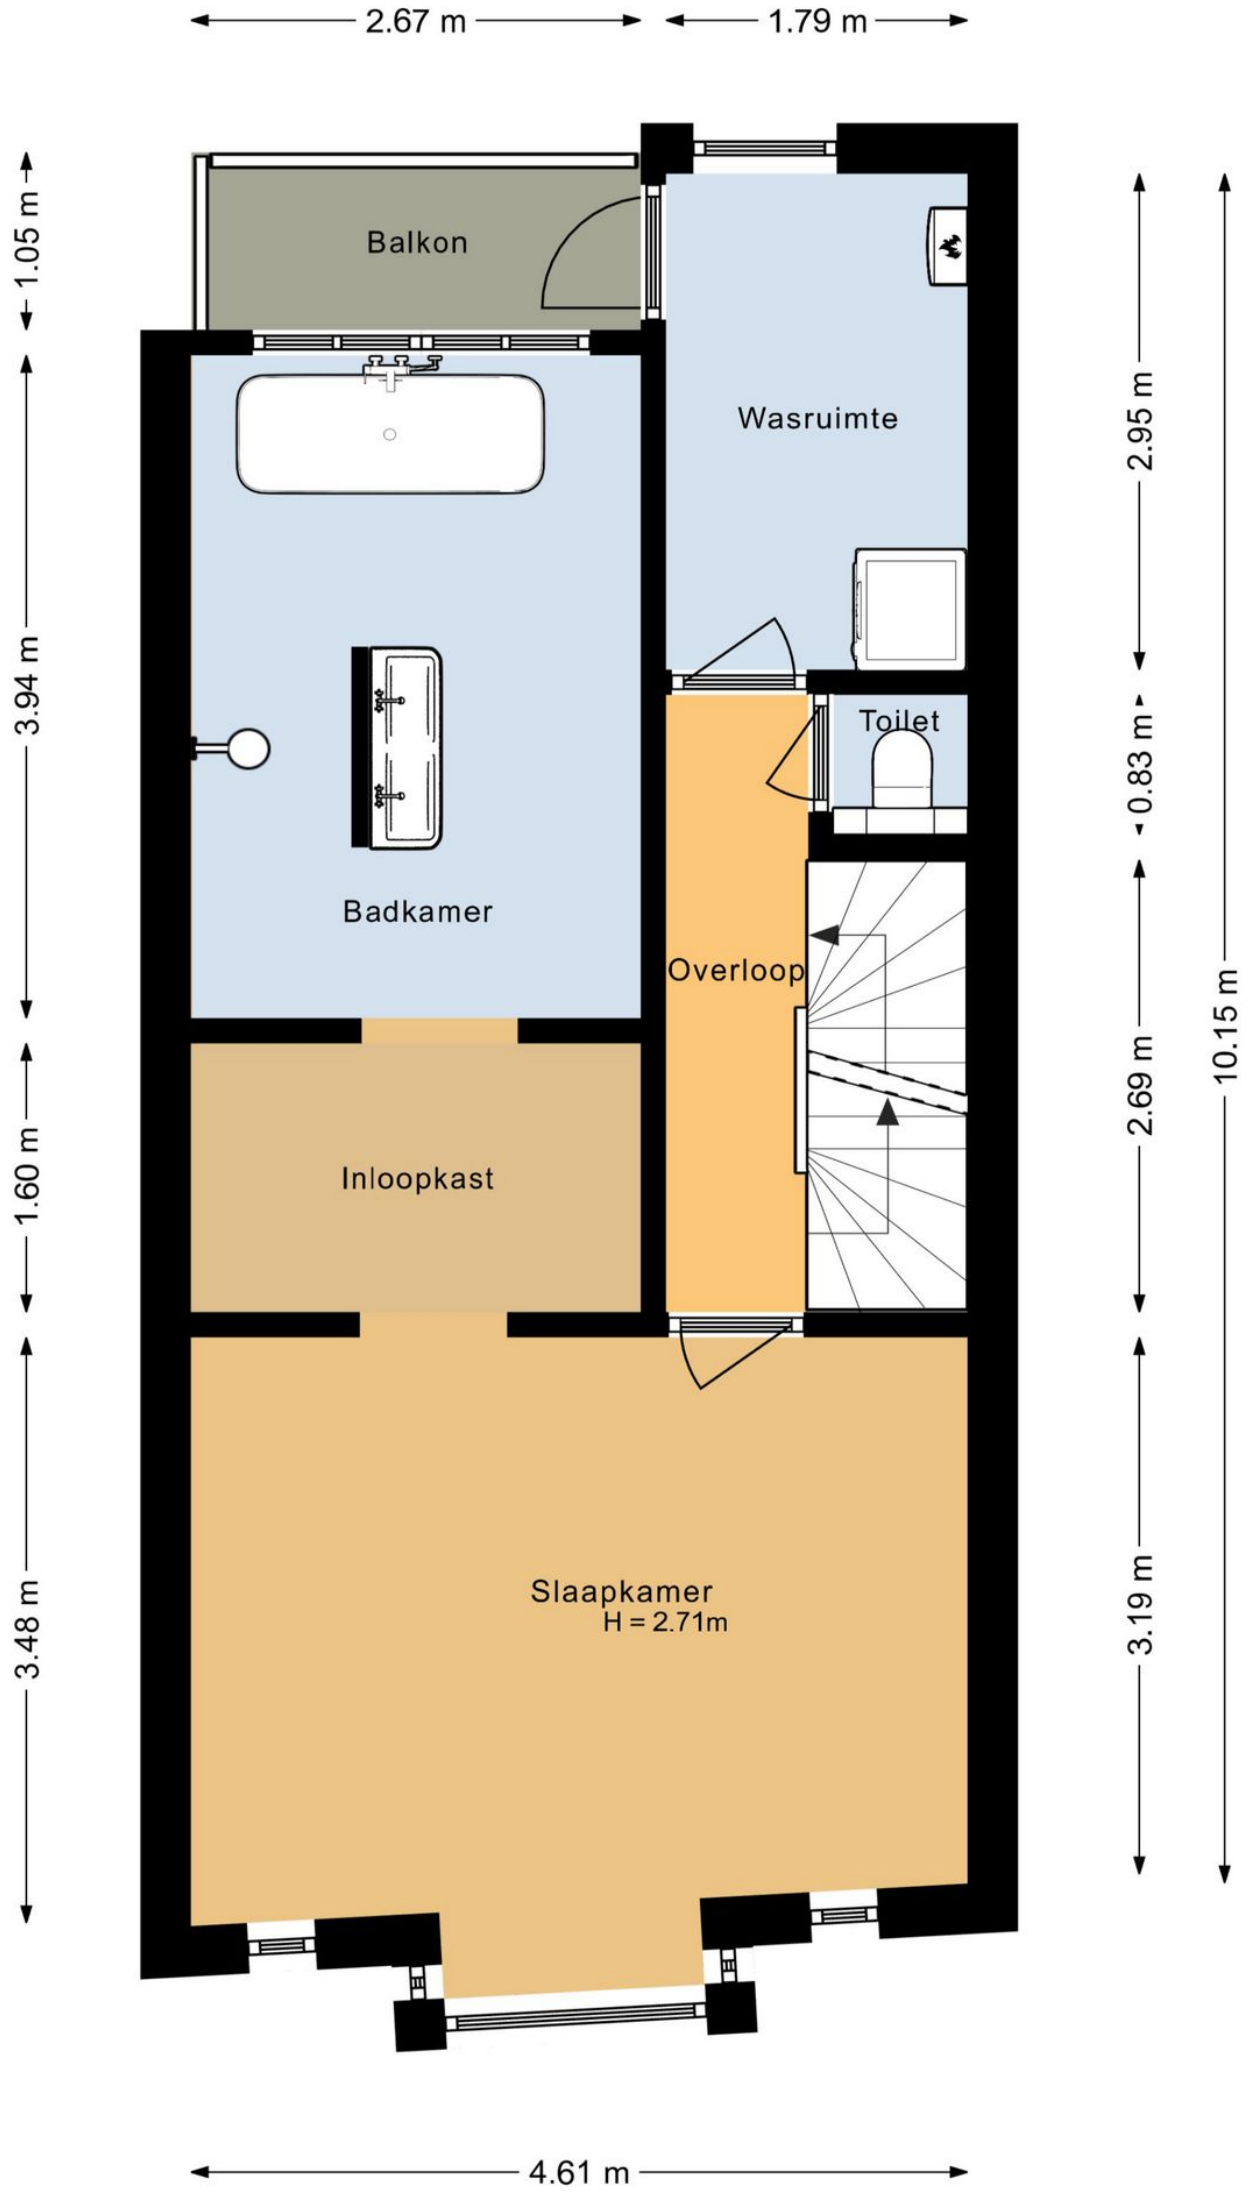 2.67 m
1.79 m
1.05 m
Balkon
2.95 m
Wasruimte
3.94 m
Toilet
0.83 m
Badkamer
Overloop
10.15 m
2.69 m
1.60 m
Inloopkast
Slaapkamer
H = 2.71m
3.48 m
3.19 m
4.61 m